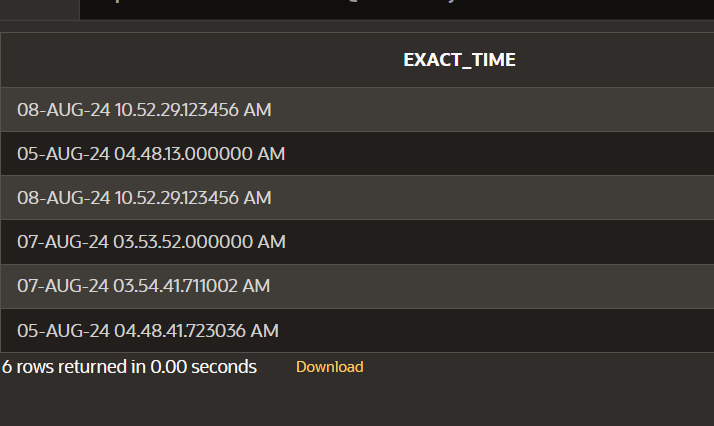 EXACT_TIME
08-AUG-24 10.52.29.123456 AM
05-AUG-24 04.48.13.000000 AM
08-AUG-24 10.52.29.123456 AM
07-AUG-24 03.53.52.000000 AM
07-AUG-24 03.54.41.711002 AM
05-AUG-24 04.48.41.723036 AM
6 rows returned in 0.00 seconds Download